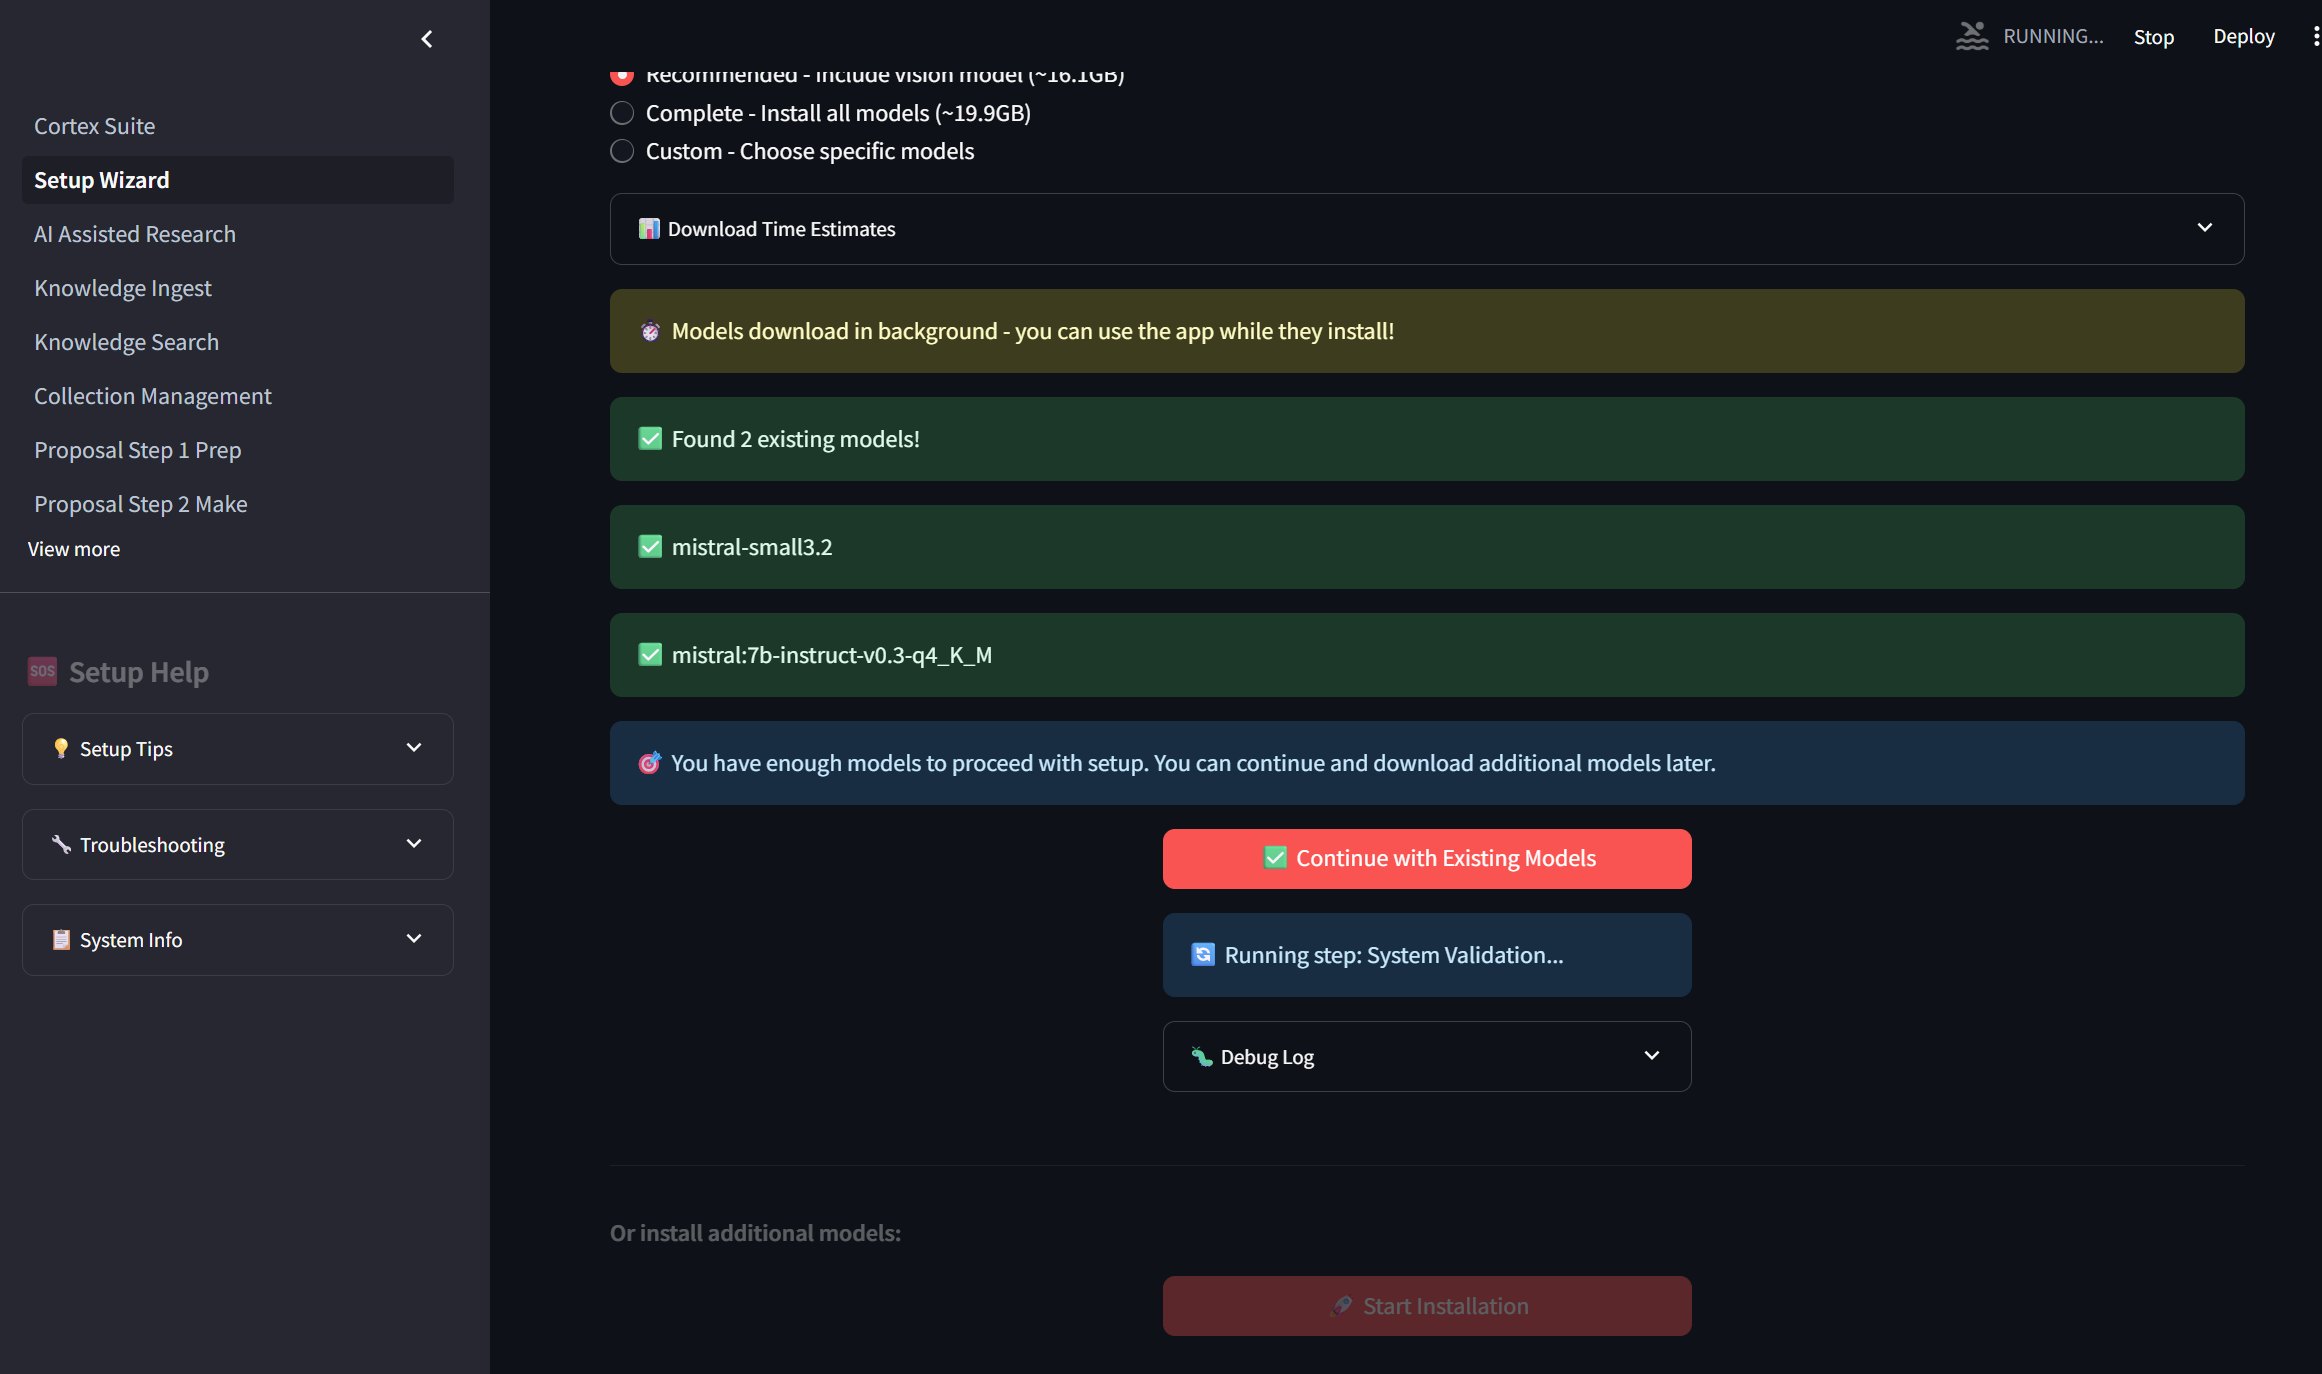 RUNNING...
Stop
Deploy
Cortex Suite
Setup Wizard
AI Assisted Research
Knowledge Ingest
Knowledge Search
Collection Management
Proposal Step 1 Prep
Proposal Step 2 Make
View more
SOS Setup Help
Setup Tips
Troubleshooting
System Info
Recommended - Include vision model (~16.1GB)
Complete - Install all models (~19.9GB)
Custom - Choose specific models
Download Time Estimates
Models download in background - you can use the app while they install!
Found 2 existing models!
mistral-small3.2
mistral:7b-instruct-v0.3-q4_K_M
You have enough models to proceed with setup. You can continue and download additional models later.
Continue with Existing Models
Running step: System Validation...
Debug Log
Or install additional models:
Start Installation